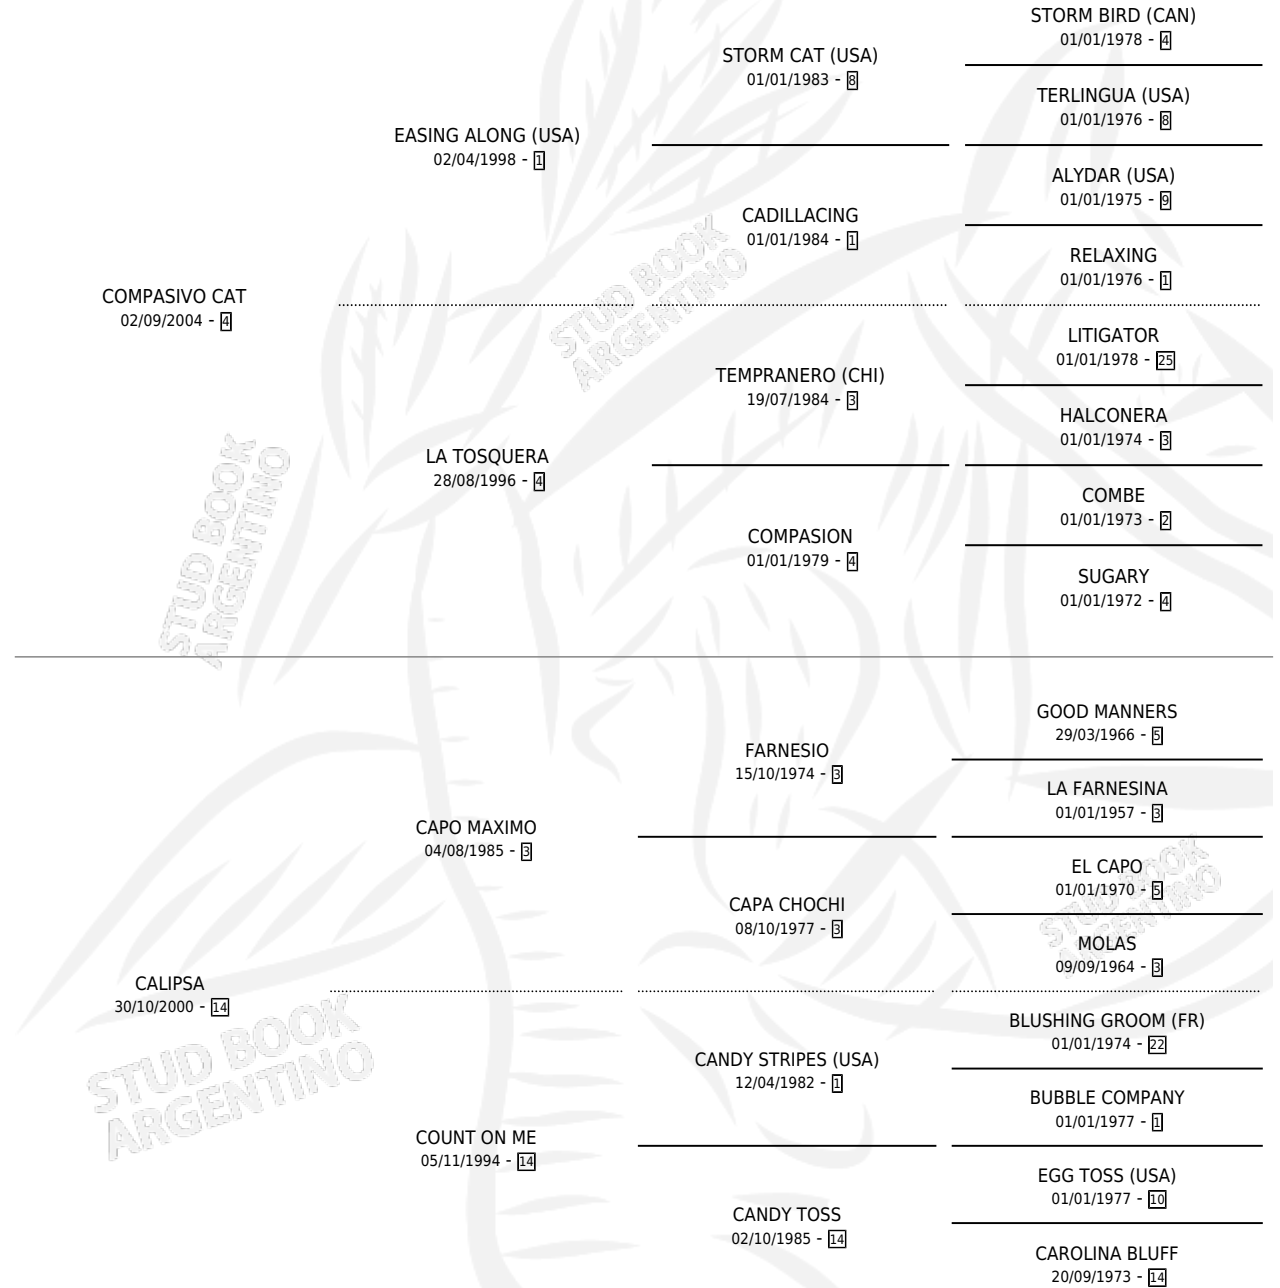 STORM BIRD (CAN)
01/01/1978 - 4
STORM CAT (USA)
01/01/1983 - 8
TERLINGUA (USA)
01/01/1976 - 8
EASING ALONG (USA)
02/04/1998 - 1
ALYDAR (USA)
01/01/1975 - 9
CADILLACING
01/01/1984 - 1
RELAXING
01/01/1976 - 1
COMPASIVO CAT
02/09/2004 - 4
LITIGATOR
01/01/1978 - 25
TEMPRANERO (CHI)
19/07/1984 - 3
HALCONERA
01/01/1974 - 3
LA TOSQUERA
28/08/1996 - 4
COMBE
01/01/1973 - 2
COMPASION
01/01/1979 - 4
SUGARY
01/01/1972 - 4
GOOD MANNERS
29/03/1966 - 5
FARNESIO
15/10/1974 - 3
LA FARNESINA
01/01/1957 - 3
CAPO MAXIMO
04/08/1985 - 3
EL CAPO
01/01/1970 - 5
CAPA CHOCHI
08/10/1977 - 3
MOLAS
09/09/1964 - 3
CALIPSA
30/10/2000 - 14
BLUSHING GROOM (FR)
01/01/1974 - 22
CANDY STRIPES (USA)
12/04/1982 - 1
BUBBLE COMPANY
01/01/1977 - 1
COUNT ON ME
05/11/1994 - 14
EGG TOSS (USA)
01/01/1977 - 10
CANDY TOSS
02/10/1985 - 14
CAROLINA BLUFF
20/09/1973 - 14
STUD BOOK
ARGENTINO
STUD BOOK
ARGENTINO
STUD BOOK
ARGENTINO
STUD BOOK
ARGENTINO